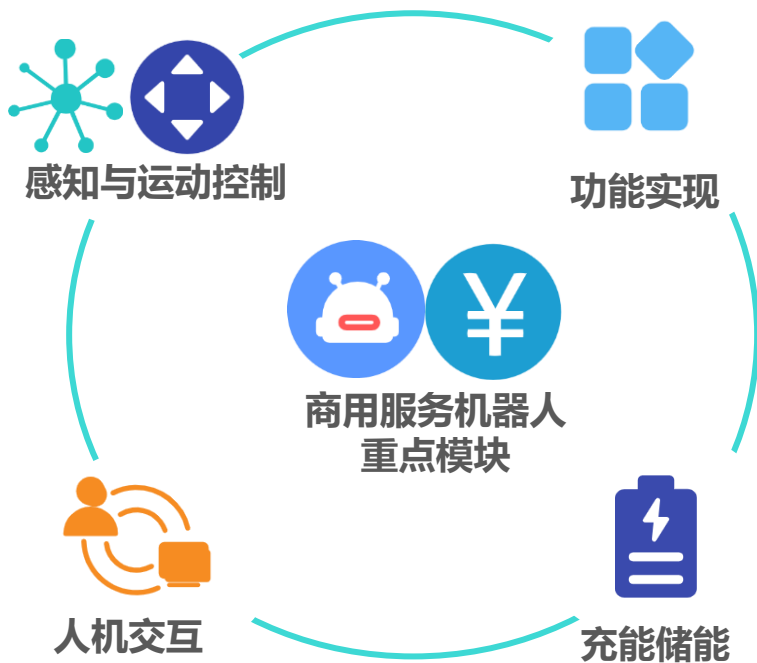 感知与运动控制
功能实现
¥
商用服务机器人
重点模块
人机交互
充能储能